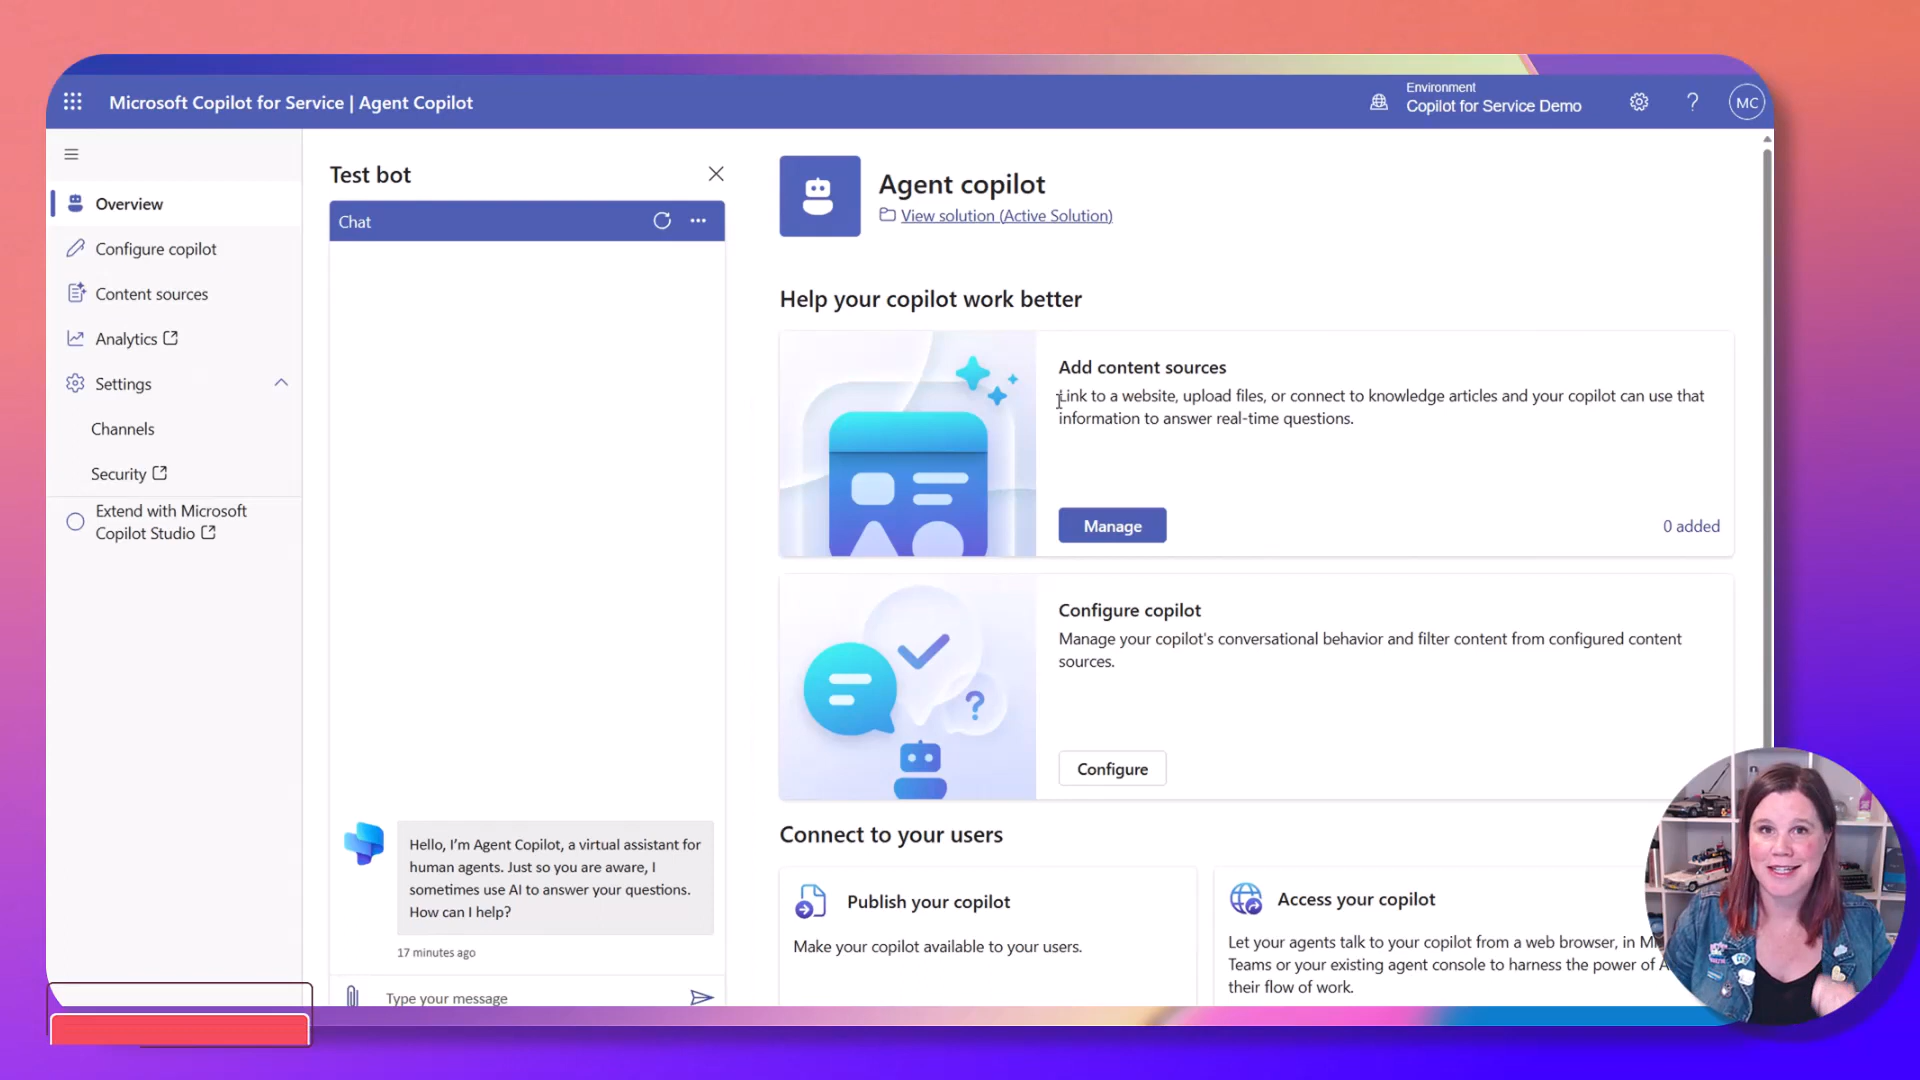 Microsoft Copilot for Service | Agent Copilot
Environment
Copilot for Service Demo
MC
Overview
Configure copilot
Content sources
Analytics
Settings
Channels
Security
Extend with Microsoft
Copilot Studio
Test bot
Chat
Hello, I'm Agent Copilot, a virtual assistant for
human agents. Just so you are aware, I
sometimes use AI to answer your questions.
How can I help?
17 minutes ago
Type your message
Agent copilot
View solution (Active Solution)
Help your copilot work better
Add content sources
Link to a website, upload files, or connect to knowledge articles and your copilot can use that
information to answer real-time questions.
Manage
0 added
Configure copilot
Manage your copilot's conversational behavior and filter content from configured content
sources.
Configure
Connect to your users
Publish your copilot
Make your copilot available to your users.
Access your copilot
Let your agents talk to your copilot from a web browser, in
Teams or your existing agent console to harness the power of
their flow of work.